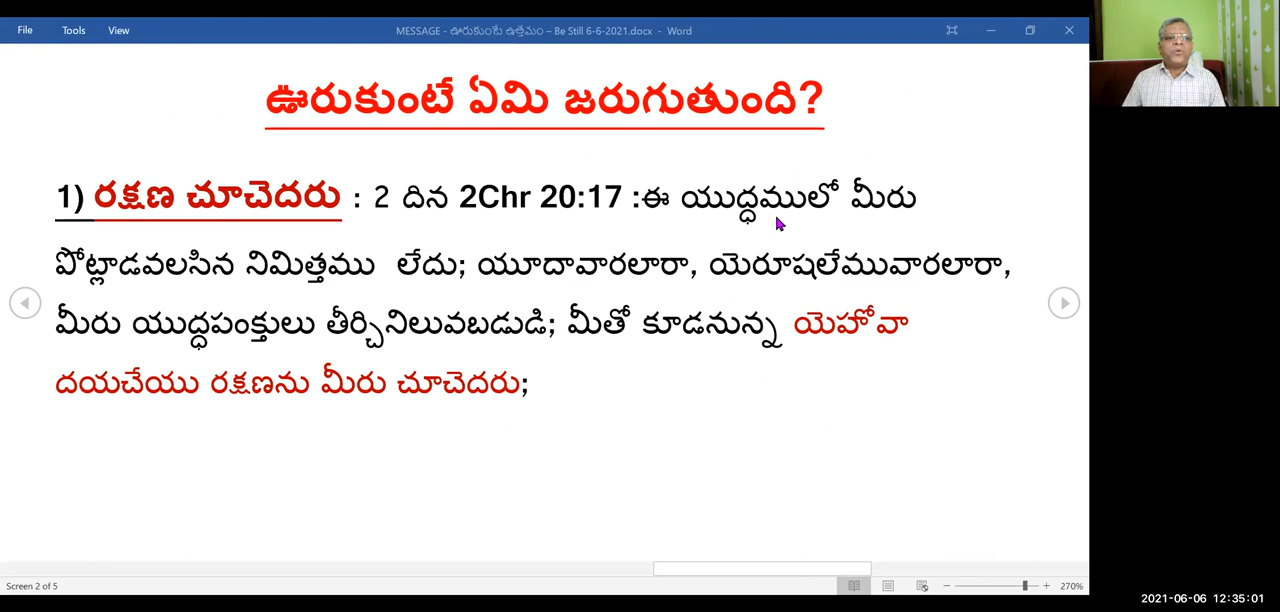 File Tools View MESSAGE - ఊరుకుంటే ఉత్తమం – Be Still 6-6-2021.docx - Word
ఊరుకుంటే ఏమి జరుగుతుంది?
1) రక్షణ చూచెదరు : 2 దిన 2Chr 20:17 :ఈ యుద్ధములో మీరు
పోట్లాడవలసిన నిమిత్తము లేదు; యూదావారలారా, యెరూషలేమువారలారా,
మీరు యుద్ధపంక్తులు తీర్చినిలువబడుడి; మీతో కూడనున్న యెహోవా
దయచేయు రక్షణను మీరు చూచెదరు;
Screen 2 of 5 270%
2021-06-06 12:35:01